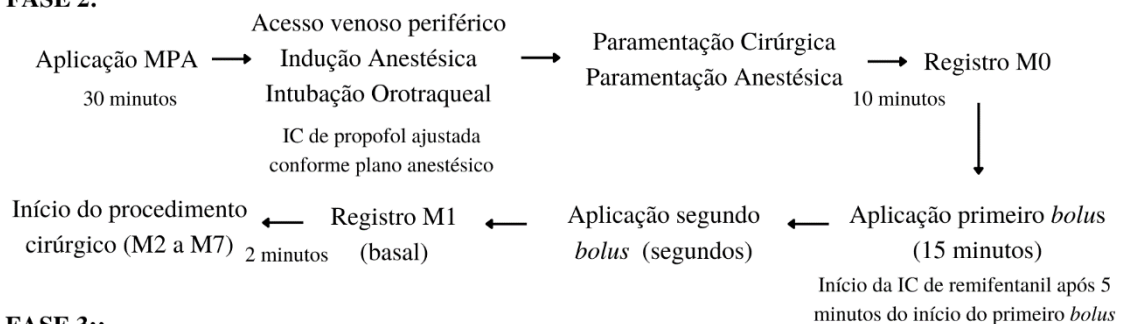 FASE 2:
Aplicação MPA
30 minutos
Acesso venoso periférico
Indução Anestésica
Intubação Orotraqueal
IC de propofol ajustada
conforme plano anestésico
Paramentação Cirúrgica
Paramentação Anestésica
10 minutos
Registro M0
Aplicação primeiro bolus
(15 minutos)
Início da IC de remifentanil após 5
minutos do início do primeiro bolus
Aplicação segundo
bolus (segundos)
Registro M1
(basal)
2 minutos
Início do procedimento
cirúrgico (M2 a M7)
FASE 3::